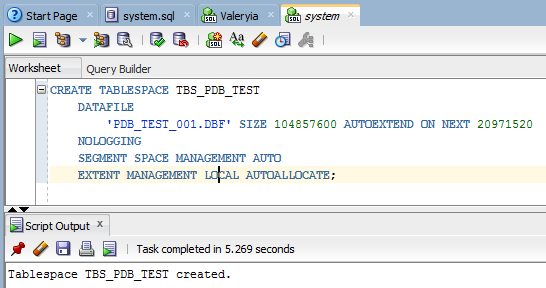 Start Page system.sql Valeryia system
Worksheet Query Builder
CREATE TABLESPACE TBS_PDB_TEST
DATAFILE
'PDB_TEST_001.DBF' SIZE 104857600 AUTOEXTEND ON NEXT 20971520
NOLOGGING
SEGMENT SPACE MANAGEMENT AUTO
EXTENT MANAGEMENT LOCAL AUTOALLOCATE;
Script Output x
Task completed in 5.269 seconds
Tablespace TBS_PDB_TEST created.